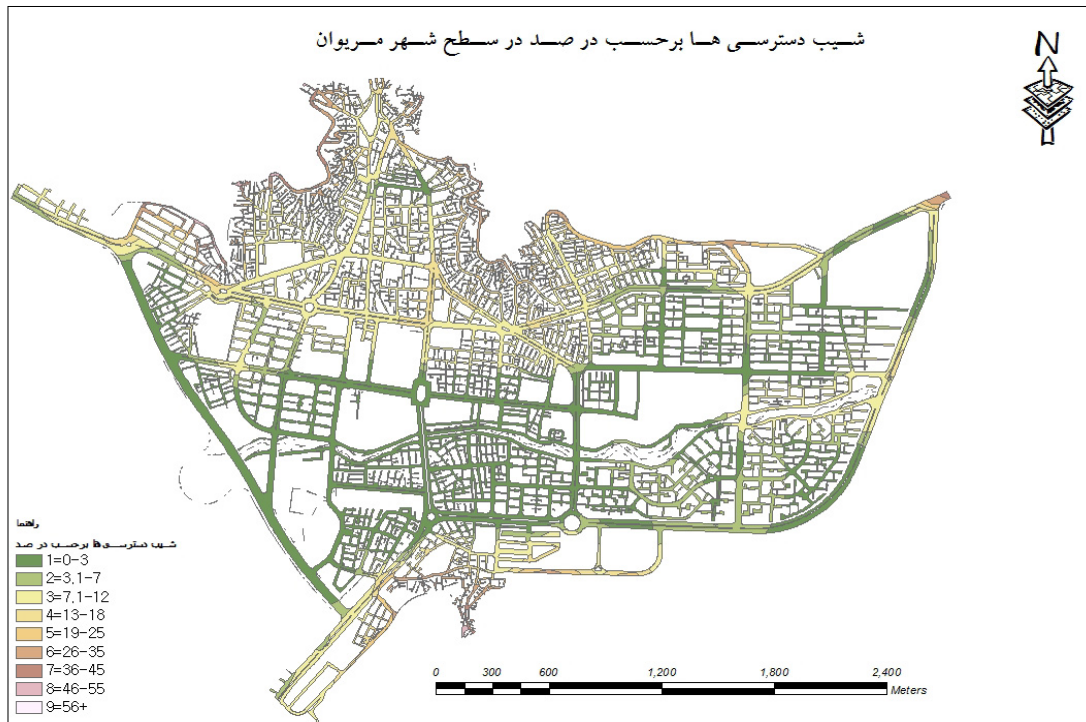 شیب دسترسی ها برحسب در صد در سطح شهر مریوان
N
راهنما
شیب دسترسی‌ها برحسب در صد
1=0-3
2=3,1-7
3=7,1-12
4=13-18
5=19-25
6=26-35
7=36-45
8=46-55
9=56+
0 300 600 1,200 1,800 2,400
Meters